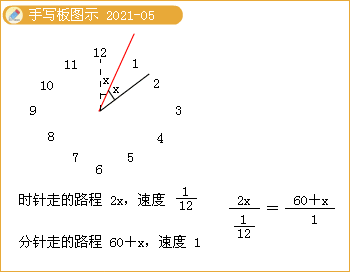 手写板图示 2021-05
12
11 1
10 x x 2
9 3
8 4
7 5
6
时针走的路程 2x，速度 1/12
分针走的路程 60＋x，速度 1
2x / (1/12) ＝ (60＋x) / 1